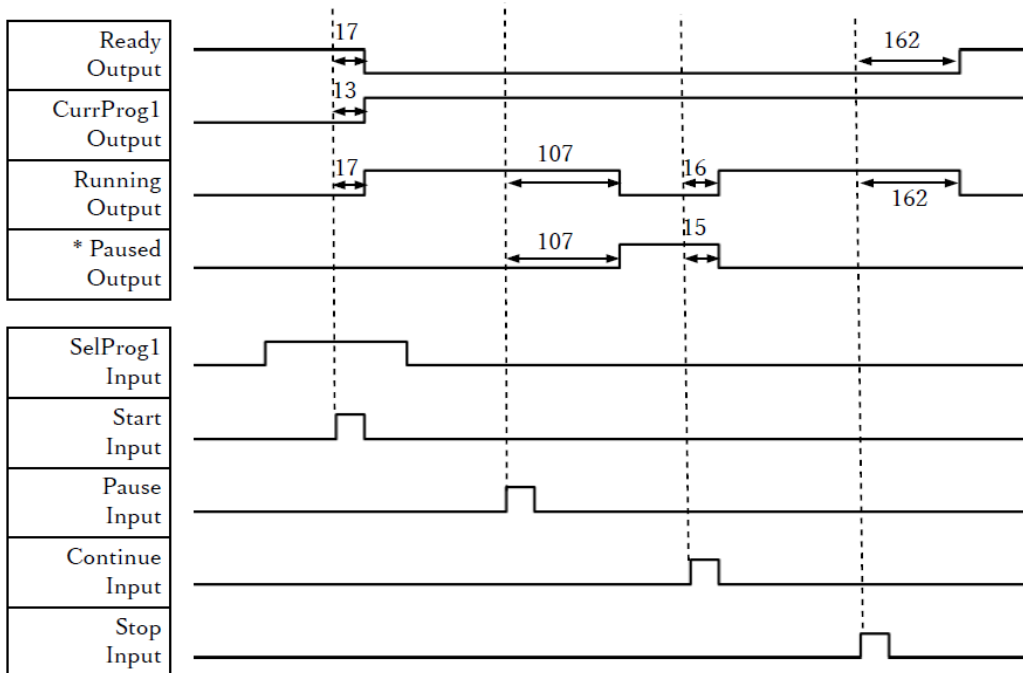 17
162
Ready
Output
13
CurrProg1
Output
17
107
16
Running
Output
162
15
107
* Paused
Output
SelProg1
Input
Start
Input
Pause
Input
Continue
Input
Stop
Input